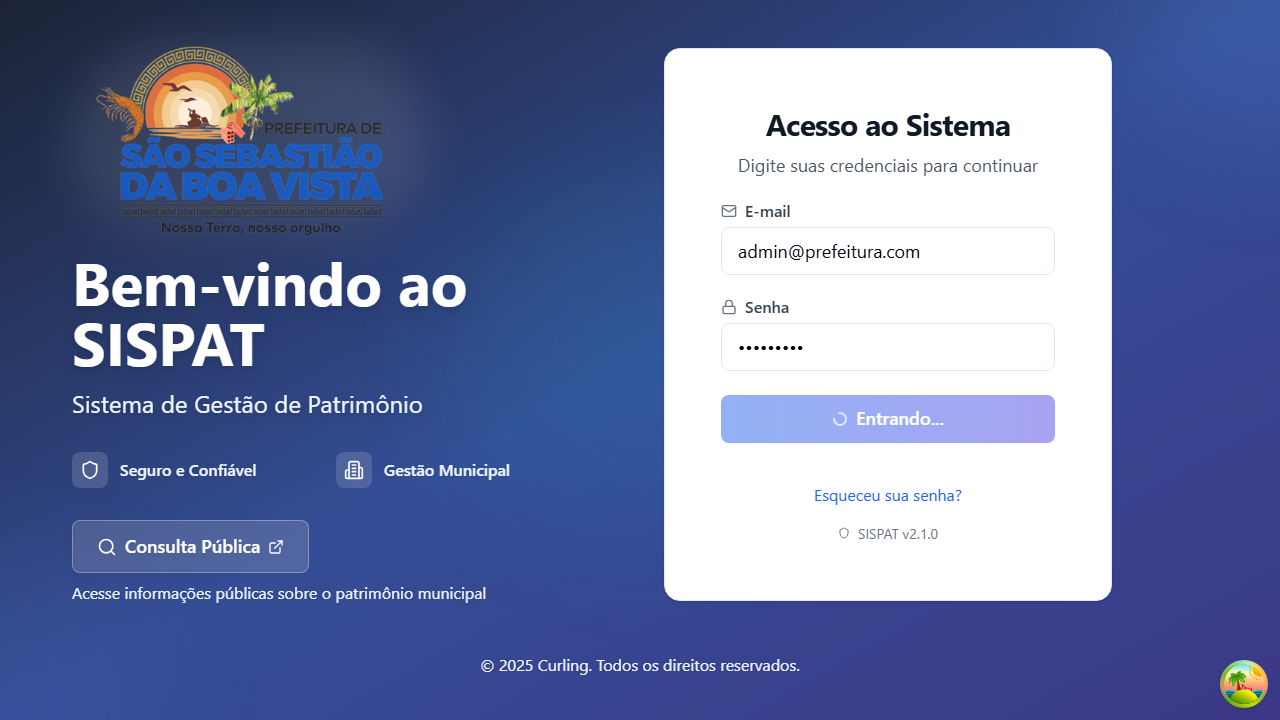 PREFEITURA DE
SÃO SEBASTIÃO
DA BOA VISTA
Nossa Terra, nosso orgulho
Bem-vindo ao
SISPAT
Sistema de Gestão de Patrimônio
Seguro e Confiável
Gestão Municipal
Consulta Pública
Acesse informações públicas sobre o patrimônio municipal
Acesso ao Sistema
Digite suas credenciais para continuar
E-mail
admin@prefeitura.com
Senha
•••••••••
Entrando...
Esqueceu sua senha?
SISPAT v2.1.0
© 2025 Curling. Todos os direitos reservados.